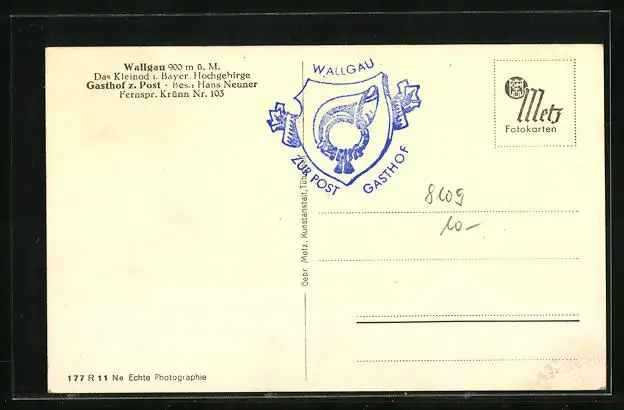 Wallgau 900 m ü. M.
Das Kleinod i. Bayer. Hochgebirge
Gasthof z. Post · Bes.: Hans Neuner
Fernspr. Krünn Nr. 103
WALLGAU
ZUR POST
GASTHOF
Metz
Fotokarten
8109
10-
Gebr. Metz, Kunstanstalt, Tüb
177 R 11 Ne Echte Photographie